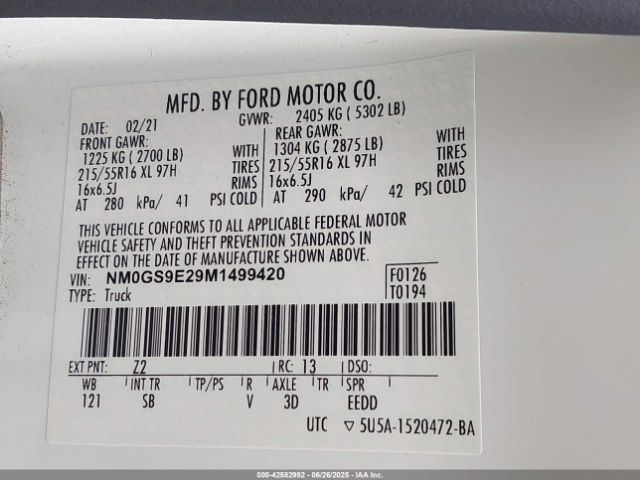 MFD. BY FORD MOTOR CO.
DATE: 02/21 GVWR: 2405 KG ( 5302 LB)
FRONT GAWR: REAR GAWR:
1225 KG ( 2700 LB) WITH 1304 KG ( 2875 LB) WITH
215/55R16 XL 97H TIRES 215/55R16 XL 97H TIRES
16x6.5J RIMS 16x6.5J RIMS
AT 280 kPa/ 41 PSI COLD AT 290 kPa/ 42 PSI COLD
THIS VEHICLE CONFORMS TO ALL APPLICABLE FEDERAL MOTOR
VEHICLE SAFETY AND THEFT PREVENTION STANDARDS IN
EFFECT ON THE DATE OF MANUFACTURE SHOWN ABOVE.
VIN: NM0GS9E29M1499420 F0126
TYPE: Truck T0194
EXT PNT: Z2 RC: 13 DSO:
WB INT TR TP/PS R AXLE TR SPR
121 SB V 3D EEDD
UTC ▽ 5U5A-1520472-BA
000-42582992 - 06/26/2025 - IAAI.com